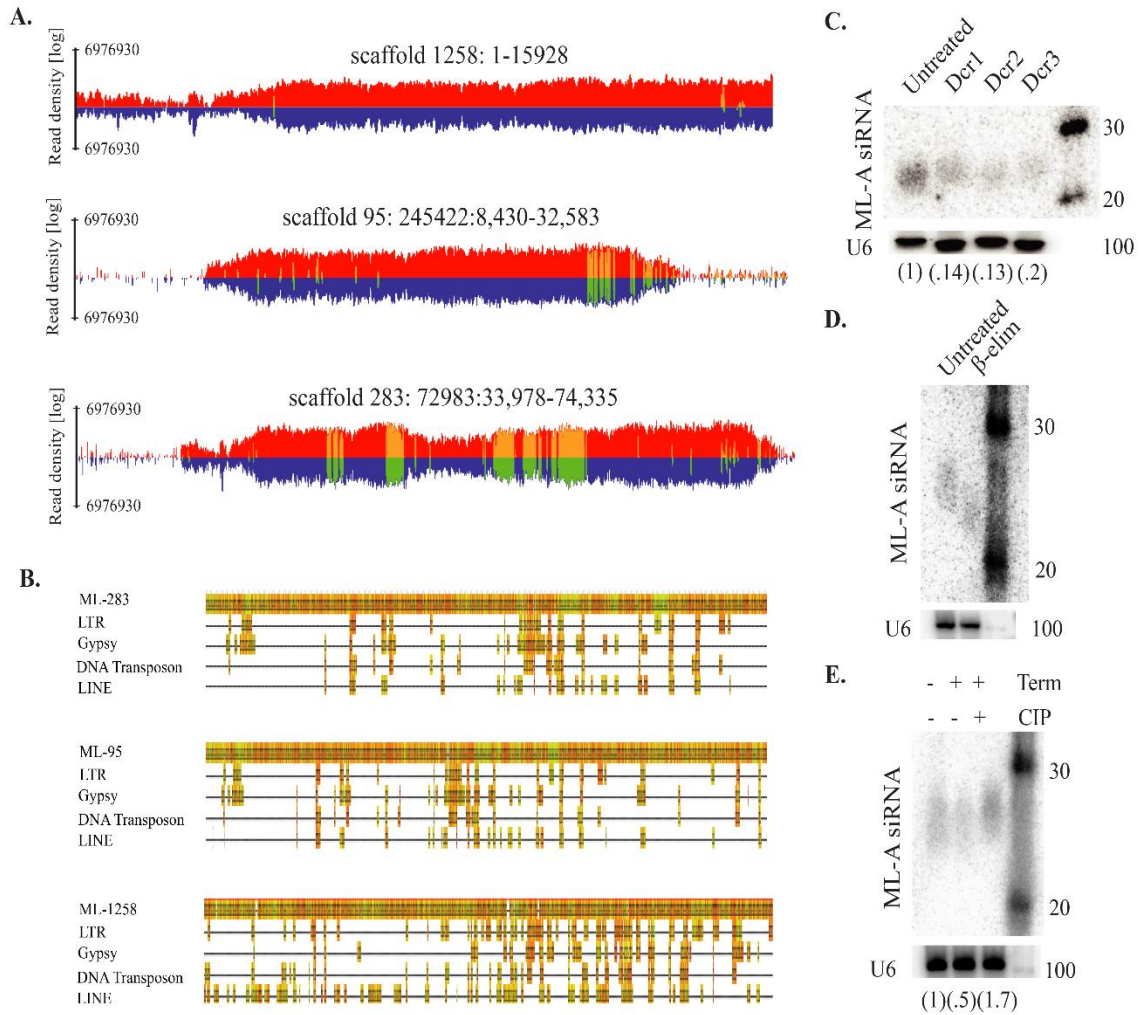 A.
6976930
scaffold 1258: 1-15928
Read density [log]
6976930
6976930
scaffold 95: 245422:8,430-32,583
Read density [log]
6976930
6976930
scaffold 283: 72983:33,978-74,335
Read density [log]
6976930
B.
ML-283
LTR
Gypsy
DNA Transposon
LINE
ML-95
LTR
Gypsy
DNA Transposon
LINE
ML-1258
LTR
Gypsy
DNA Transposon
LINE
C.
Untreated
Dcr1
Dcr2
Dcr3
ML-A siRNA
30
20
U6
100
(1) (.14) (.13) (.2)
D.
Untreated
β-elim
ML-A siRNA
30
20
U6
100
E.
- + + Term
- - + CIP
ML-A siRNA
30
20
U6
100
(1)(.5)(1.7)